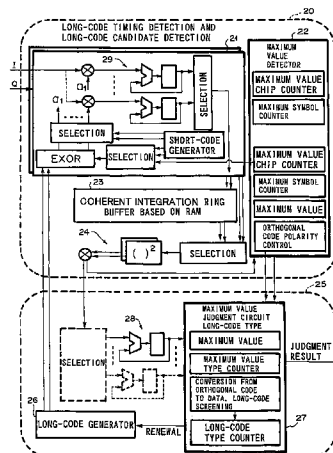 LONG-CODE TIMING DETECTION AND
LONG-CODE CANDIDATE DETECTION
20
21
22
I
Q
29
α1
α1
SELECTION
MAXIMUM
VALUE
DETECTOR
MAXIMUM VALUE
CHIP COUNTER
MAXIMUM SYMBOL
COUNTER
SELECTION
SHORT-CODE
GENERATOR
EXOR
SELECTION
MAXIMUM VALUE
CHIP COUNTER
MAXIMUM SYMBOL
COUNTER
MAXIMUM VALUE
ORTHOGONAL
CODE POLARITY
CONTROL
23
COHERENT INTEGRATION RING
BUFFER BASED ON RAM
24
( )2
SELECTION
25
28
SELECTION
MAXIMUM VALUE
JUDGMENT CIRCUIT
LONG-CODE TYPE
MAXIMUM VALUE
MAXIMUM VALUE
TYPE COUNTER
CONVERSION FROM
ORTHOGONAL CODE
TO DATA, LONG-CODE
SCREENING
LONG-CODE
TYPE COUNTER
JUDGMENT
RESULT
26
LONG-CODE GENERATOR
RENEWAL
27